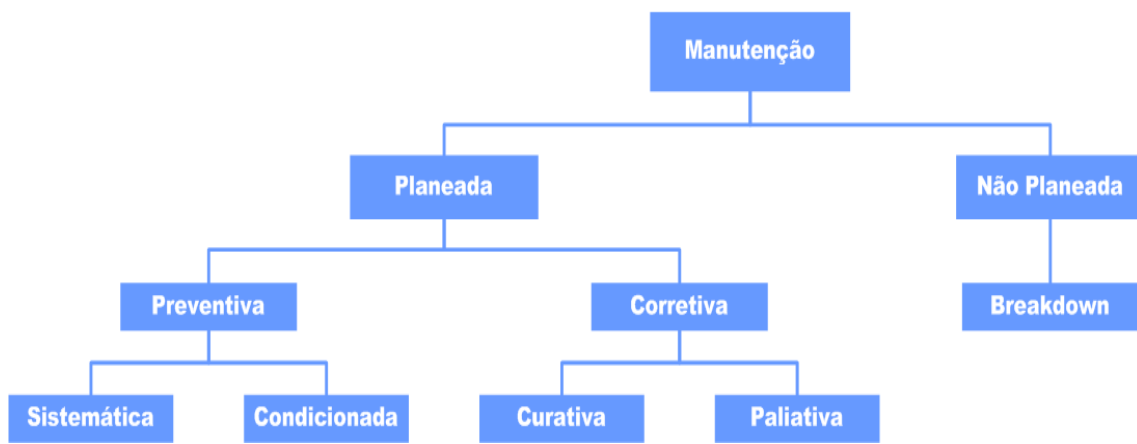 Manutenção
Planeada
Não Planeada
Preventiva
Corretiva
Breakdown
Sistemática
Condicionada
Curativa
Paliativa